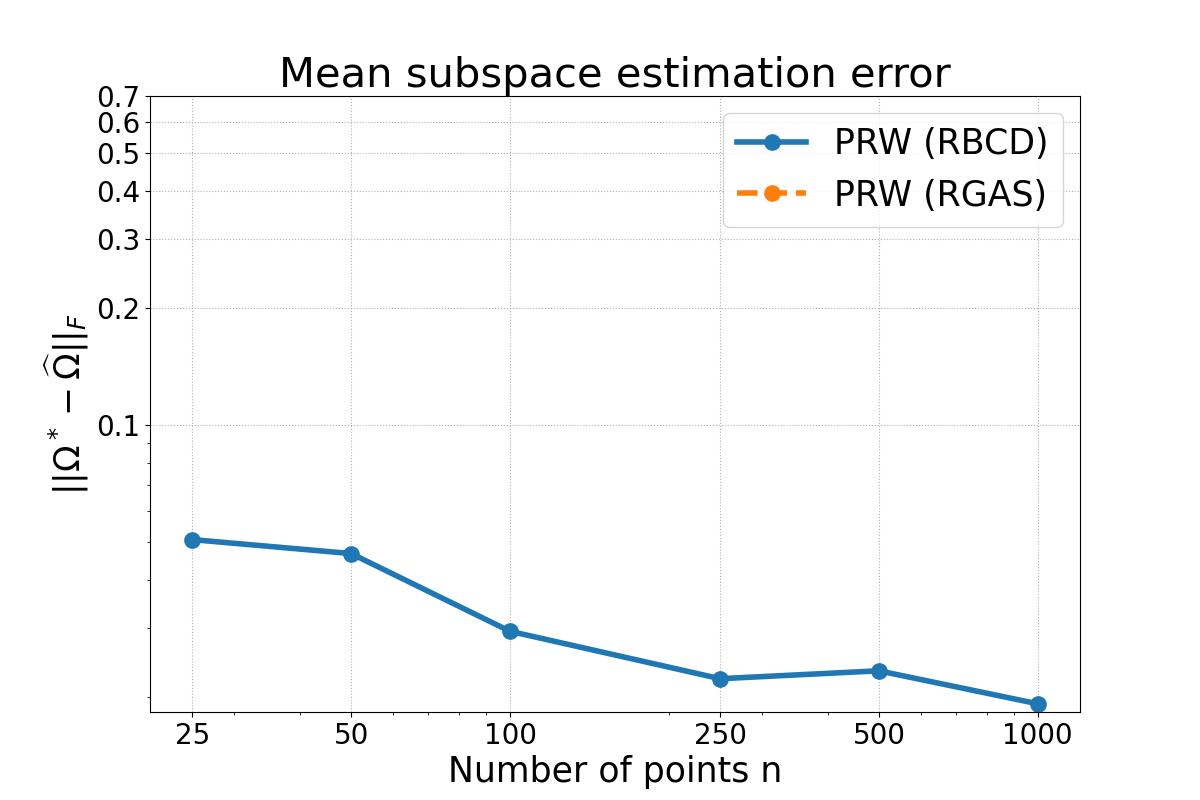 Mean subspace estimation error
0.7
0.6
0.5
0.4
0.3
0.2
0.1
||Ω* − Ω̂||_F
PRW (RBCD)
PRW (RGAS)
25 50 100 250 500 1000
Number of points n